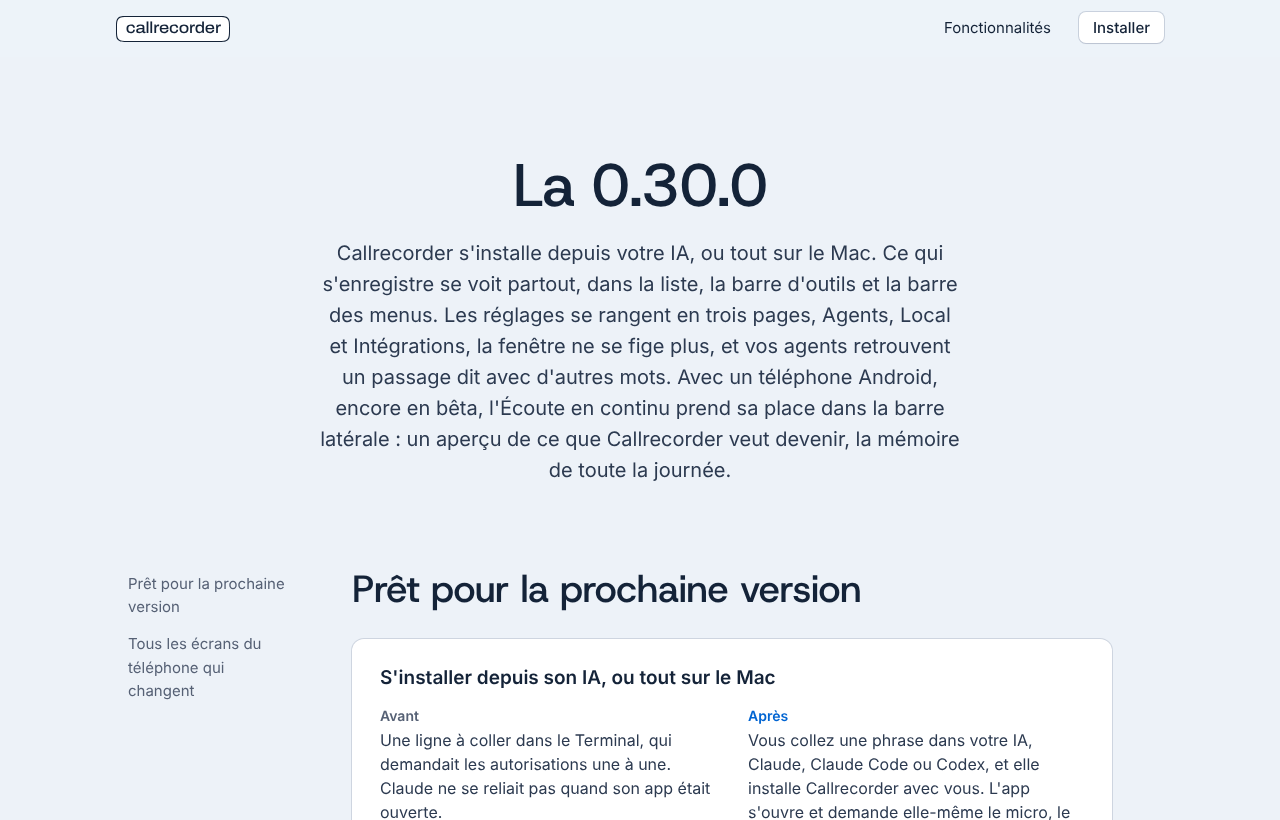 callrecorder
Fonctionnalités
Installer
La 0.30.0
Callrecorder s'installe depuis votre IA, ou tout sur le Mac. Ce qui
s'enregistre se voit partout, dans la liste, la barre d'outils et la barre
des menus. Les réglages se rangent en trois pages, Agents, Local
et Intégrations, la fenêtre ne se fige plus, et vos agents retrouvent
un passage dit avec d'autres mots. Avec un téléphone Android,
encore en bêta, l'Écoute en continu prend sa place dans la barre
latérale : un aperçu de ce que Callrecorder veut devenir, la mémoire
de toute la journée.
Prêt pour la prochaine
version
Tous les écrans du
téléphone qui
changent
Prêt pour la prochaine version
S'installer depuis son IA, ou tout sur le Mac
Avant
Une ligne à coller dans le Terminal, qui
demandait les autorisations une à une.
Claude ne se reliait pas quand son app était
ouverte.
Après
Vous collez une phrase dans votre IA,
Claude, Claude Code ou Codex, et elle
installe Callrecorder avec vous. L'app
s'ouvre et demande elle-même le micro, le